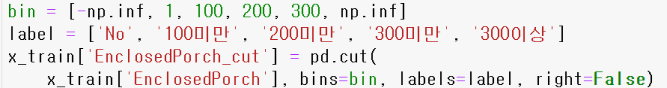 bin = [-np.inf, 1, 100, 200, 300, np.inf]
label = ['No', '100미만', '200미만', '300미만', '300이상']
x_train['EnclosedPorch_cut'] = pd.cut(
x_train['EnclosedPorch'], bins=bin, labels=label, right=False)